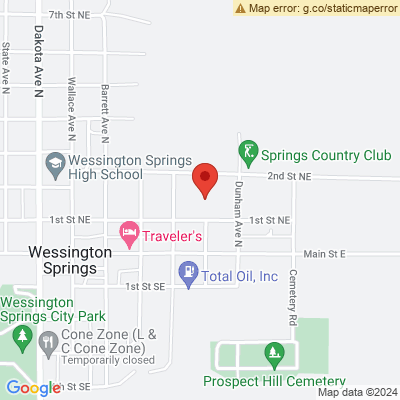 Map error: g.co/staticmaperror
7th St NE
State Ave N
Dakota Ave N
Wallace Ave N
Barrett Ave N
Wessington Springs
High School
Springs Country Club
2nd St NE
Dunham Ave N
1st St NE
1st St NE
Traveler's
Wessington
Springs
Main St E
Total Oil, Inc
1st St SE
Cemetery Rd
Wessington
Springs City Park
Cone Zone (L &
C Cone Zone)
Temporarily closed
Prospect Hill Cemetery
Google
St SE
Map data ©2024